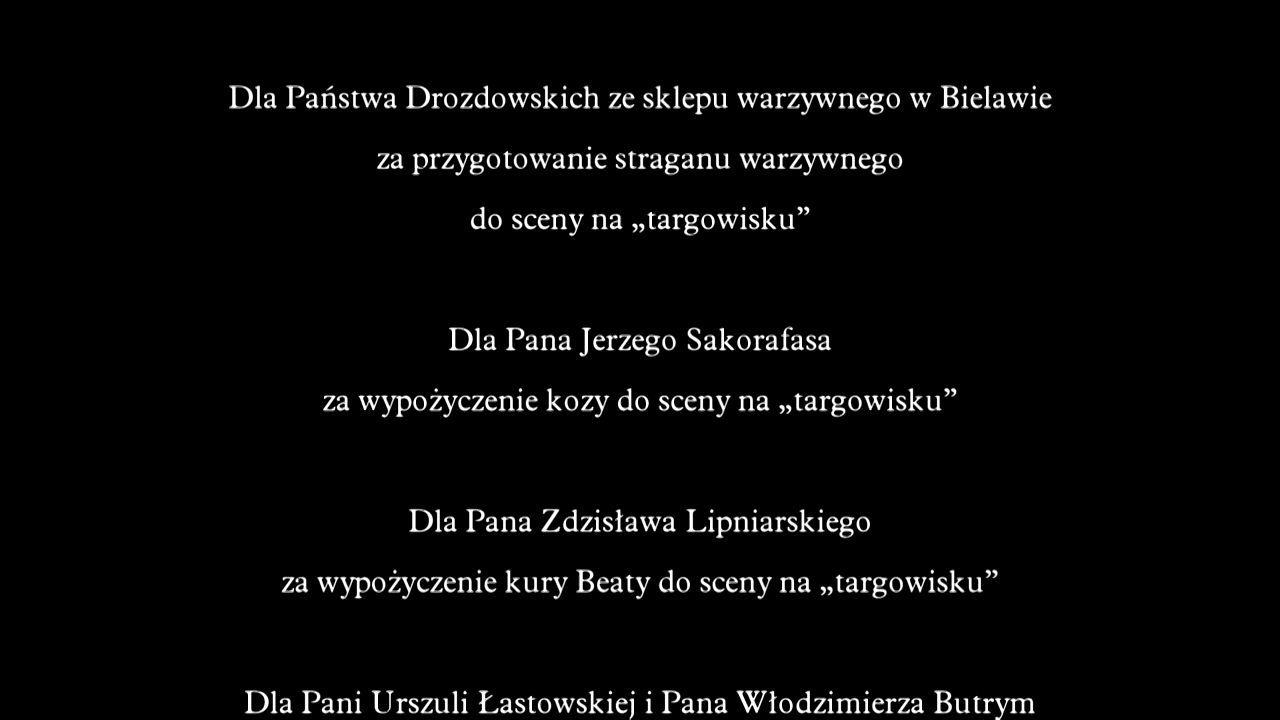 Dla Państwa Drozdowskich ze sklepu warzywnego w Bielawie
za przygotowanie straganu warzywnego
do sceny na „targowisku”
Dla Pana Jerzego Sakorafasa
za wypożyczenie kozy do sceny na „targowisku”
Dla Pana Zdzisława Lipniarskiego
za wypożyczenie kury Beaty do sceny na „targowisku”
Dla Pani Urszuli Łastowskiej i Pana Włodzimierza Butrym